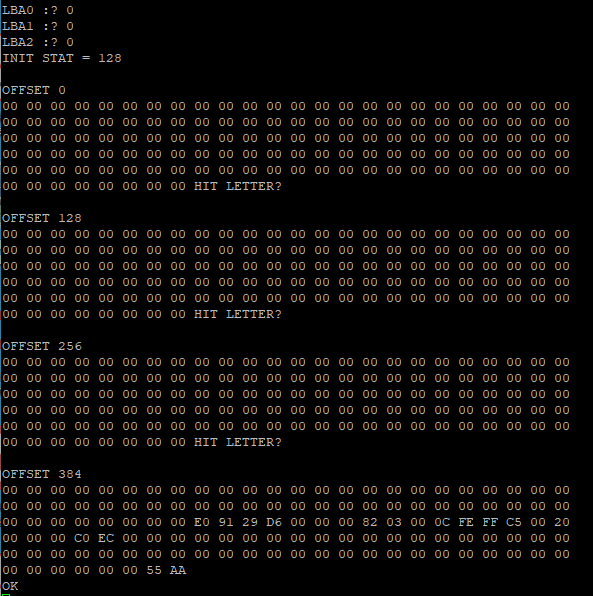 LBA0 :? 0
LBA1 :? 0
LBA2 :? 0
INIT STAT = 128
OFFSET 0
00 00 00 00 00 00 00 00 00 00 00 00 00 00 00 00 00 00 00 00 00 00 00 00
00 00 00 00 00 00 00 00 00 00 00 00 00 00 00 00 00 00 00 00 00 00 00 00
00 00 00 00 00 00 00 00 00 00 00 00 00 00 00 00 00 00 00 00 00 00 00 00
00 00 00 00 00 00 00 00 00 00 00 00 00 00 00 00 00 00 00 00 00 00 00 00
00 00 00 00 00 00 00 00 00 00 00 00 00 00 00 00 00 00 00 00 00 00 00 00
00 00 00 00 00 00 00 00 HIT LETTER?
OFFSET 128
00 00 00 00 00 00 00 00 00 00 00 00 00 00 00 00 00 00 00 00 00 00 00 00
00 00 00 00 00 00 00 00 00 00 00 00 00 00 00 00 00 00 00 00 00 00 00 00
00 00 00 00 00 00 00 00 00 00 00 00 00 00 00 00 00 00 00 00 00 00 00 00
00 00 00 00 00 00 00 00 00 00 00 00 00 00 00 00 00 00 00 00 00 00 00 00
00 00 00 00 00 00 00 00 00 00 00 00 00 00 00 00 00 00 00 00 00 00 00 00
00 00 00 00 00 00 00 00 HIT LETTER?
OFFSET 256
00 00 00 00 00 00 00 00 00 00 00 00 00 00 00 00 00 00 00 00 00 00 00 00
00 00 00 00 00 00 00 00 00 00 00 00 00 00 00 00 00 00 00 00 00 00 00 00
00 00 00 00 00 00 00 00 00 00 00 00 00 00 00 00 00 00 00 00 00 00 00 00
00 00 00 00 00 00 00 00 00 00 00 00 00 00 00 00 00 00 00 00 00 00 00 00
00 00 00 00 00 00 00 00 00 00 00 00 00 00 00 00 00 00 00 00 00 00 00 00
00 00 00 00 00 00 00 00 HIT LETTER?
OFFSET 384
00 00 00 00 00 00 00 00 00 00 00 00 00 00 00 00 00 00 00 00 00 00 00 00
00 00 00 00 00 00 00 00 00 00 00 00 00 00 00 00 00 00 00 00 00 00 00 00
00 00 00 00 00 00 00 00 E0 91 29 D6 00 00 00 82 03 00 0C FE FF C5 00 20
00 00 00 C0 EC 00 00 00 00 00 00 00 00 00 00 00 00 00 00 00 00 00 00 00
00 00 00 00 00 00 00 00 00 00 00 00 00 00 00 00 00 00 00 00 00 00 00 00
00 00 00 00 00 00 55 AA
OK